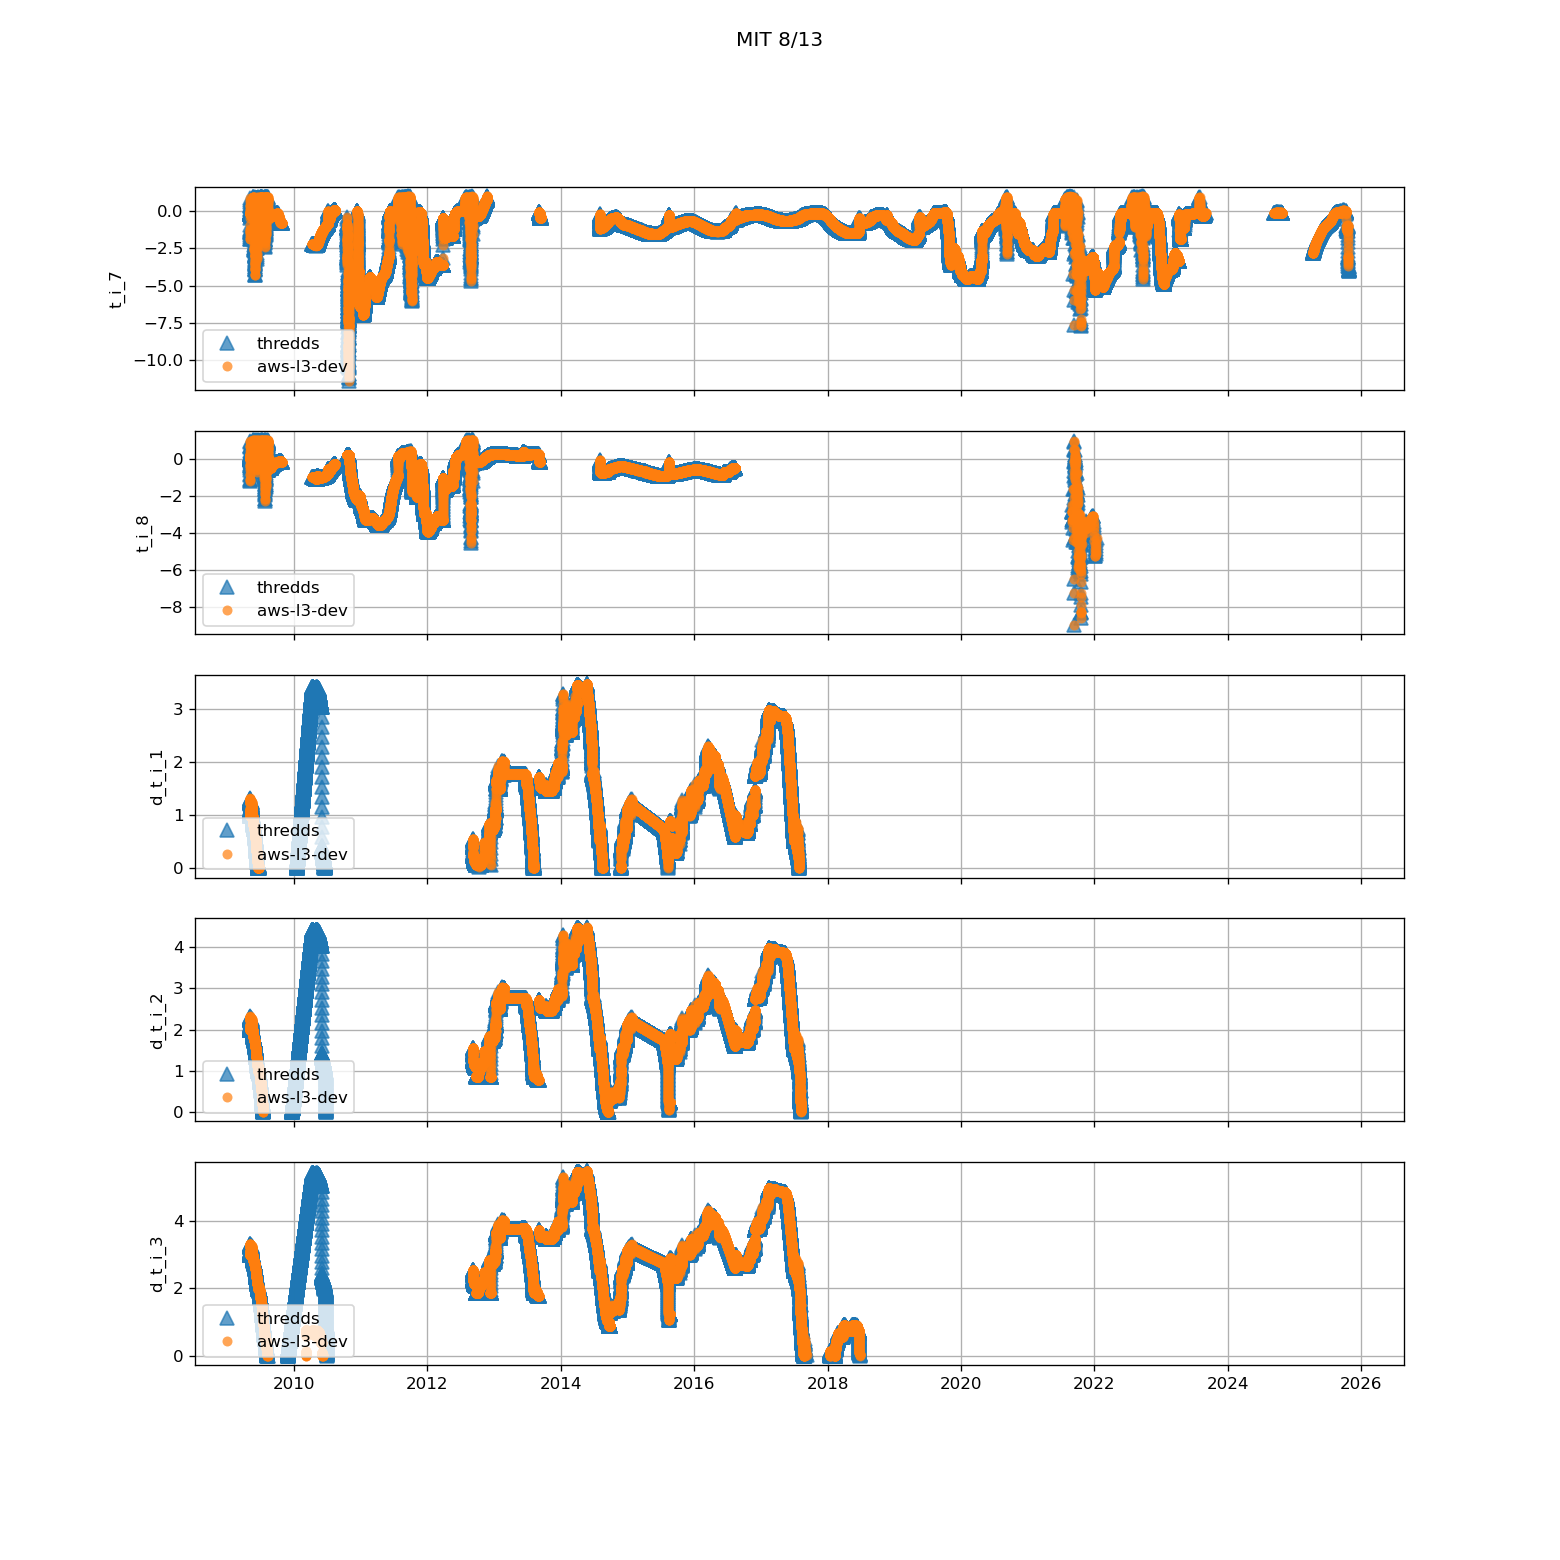 MIT 8/13
t_i_7
0.0
−2.5
−5.0
−7.5
−10.0
thredds
aws-l3-dev
t_i_8
0
−2
−4
−6
−8
thredds
aws-l3-dev
d_t_i_1
3
2
1
0
thredds
aws-l3-dev
d_t_i_2
4
3
2
1
0
thredds
aws-l3-dev
d_t_i_3
4
2
0
thredds
aws-l3-dev
2010 2012 2014 2016 2018 2020 2022 2024 2026